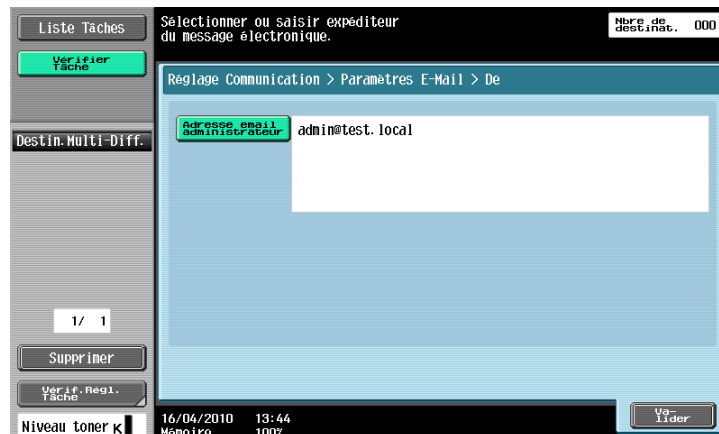 Liste Tâches
Sélectionner ou saisir expéditeur
du message électronique.
Nbre de
destinat. 000
Vérifier
Tâche
Réglage Communication > Paramètres E-Mail > De
Adresse email
administrateur
admin@test.local
Destin.Multi-Diff.
1/ 1
Supprimer
Vérif.Régl.
Tâche
Niveau toner K
16/04/2010 13:44
Mémoire 100%
Va-
lider